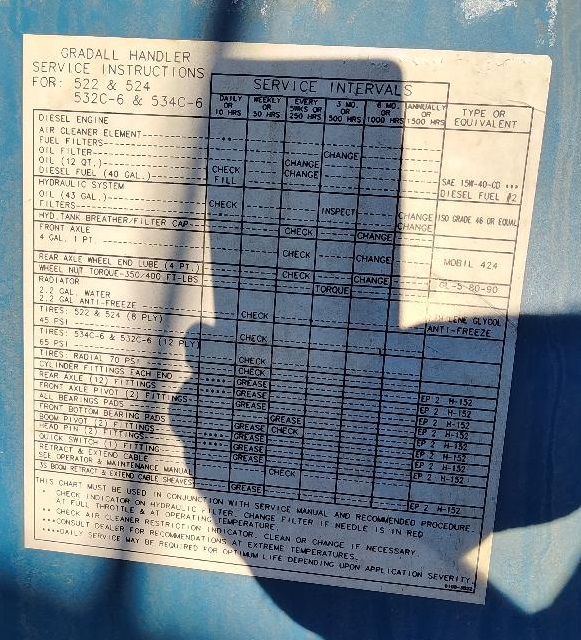 GRADALL HANDLER
SERVICE INSTRUCTIONS
FOR: 522 & 524
532C-6 & 534C-6
SERVICE INTERVALS
DAILY OR 10 HRS WEEKLY OR 50 HRS EVERY 5WKS OR 250 HRS 3 MO. OR 500 HRS 6 MO. OR 1000 HRS ANNUALLY OR 1500 HRS TYPE OR EQUIVALENT
DIESEL ENGINE
AIR CLEANER ELEMENT
FUEL FILTERS CHANGE
OIL FILTER CHANGE
OIL (12 QT.) CHECK CHANGE SAE 15W-40-CD ***
DIESEL FUEL (40 GAL.) FILL DIESEL FUEL #2
HYDRAULIC SYSTEM
OIL (43 GAL.) CHECK CHANGE ISO GRADE 46 OR EQUAL
FILTERS * INSPECT CHANGE
HYD. TANK BREATHER/FILTER CAP
FRONT AXLE CHECK CHANGE
4 GAL. 1 PT. CHECK CHANGE MOBIL 424
REAR AXLE WHEEL END LUBE (4 PT.) CHECK CHANGE GL-5 80-90
WHEEL NUT TORQUE-350/400 FT-LBS TORQUE
RADIATOR
2.2 GAL. WATER CHECK GLYCOL
2.2 GAL ANTI-FREEZE ANTI-FREEZE
TIRES: 522 & 524 (8 PLY)
45 PSI CHECK
TIRES: 534C-6 & 532C-6 (12 PLY)
65 PSI CHECK
TIRES: RADIAL 70 PSI CHECK
CYLINDER FITTINGS EACH END **** GREASE EP 2 H-152
REAR AXLE (12) FITTINGS **** GREASE EP 2 H-152
FRONT AXLE PIVOT (2) FITTINGS GREASE EP 2 H-152
ALL BEARINGS PADS GREASE EP 2 H-152
FRONT BOTTOM BEARING PADS CHECK
BOOM PIVOT (2) FITTINGS **** GREASE EP 2 H-152
HEAD PIN (2) FITTINGS **** GREASE EP 2 H-152
QUICK SWITCH (1) FITTING **** GREASE EP 2 H-152
RETRACT & EXTEND CABLE
SEE OPERATOR & MAINTENANCE MANUAL CHECK
3S BOOM RETRACT & EXTEND CABLE SHEAVES GREASE EP 2 H-152
THIS CHART MUST BE USED IN CONJUNCTION WITH SERVICE MANUAL AND RECOMMENDED PROCEDURE.
* CHECK INDICATOR ON HYDRAULIC FILTER. CHANGE FILTER IF NEEDLE IS IN RED
AT FULL THROTTLE & AT OPERATING TEMPERATURE.
** CHECK AIR CLEANER RESTRICTION INDICATOR. CLEAN OR CHANGE IF NECESSARY.
***CONSULT DEALER FOR RECOMMENDATIONS AT EXTREME TEMPERATURES.
****DAILY SERVICE MAY BE REQUIRED FOR OPTIMUM LIFE DEPENDING UPON APPLICATION SEVERITY.